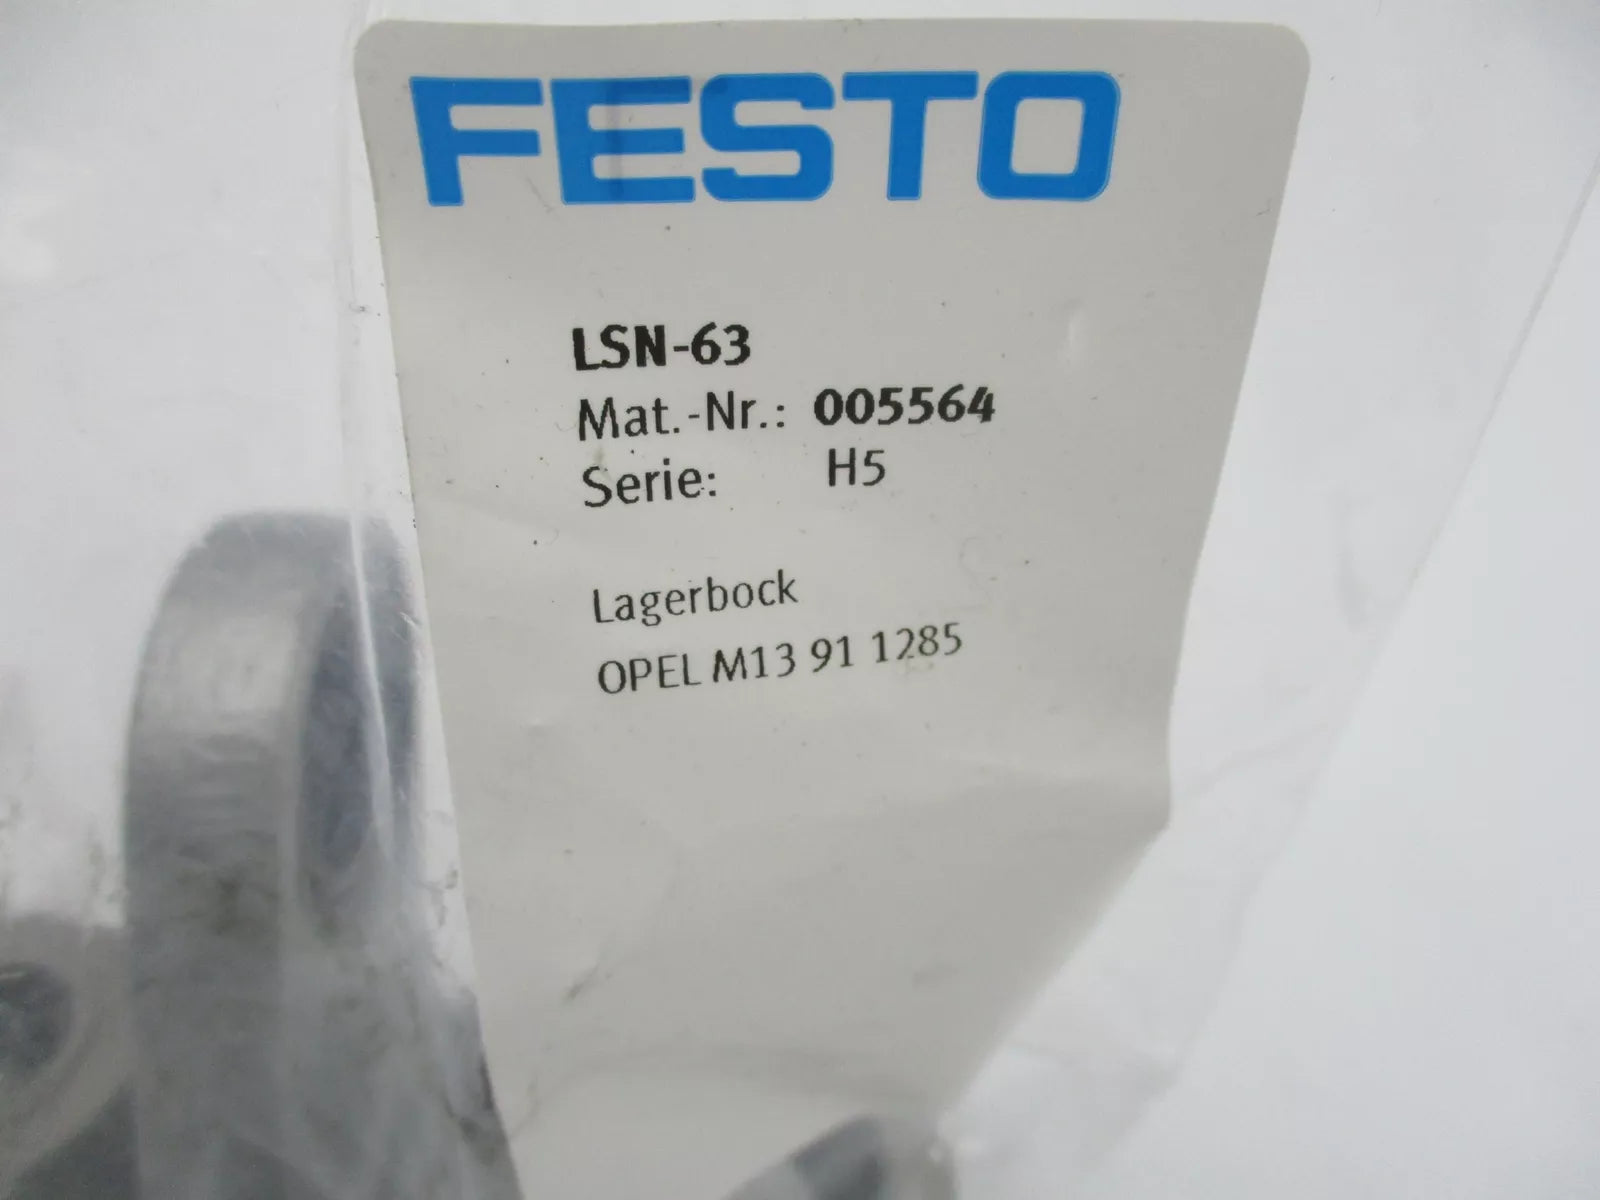 FESTO
LSN-63
Mat.-Nr.: 005564
Serie: H5
Lagerbock
OPEL M13 91 1285